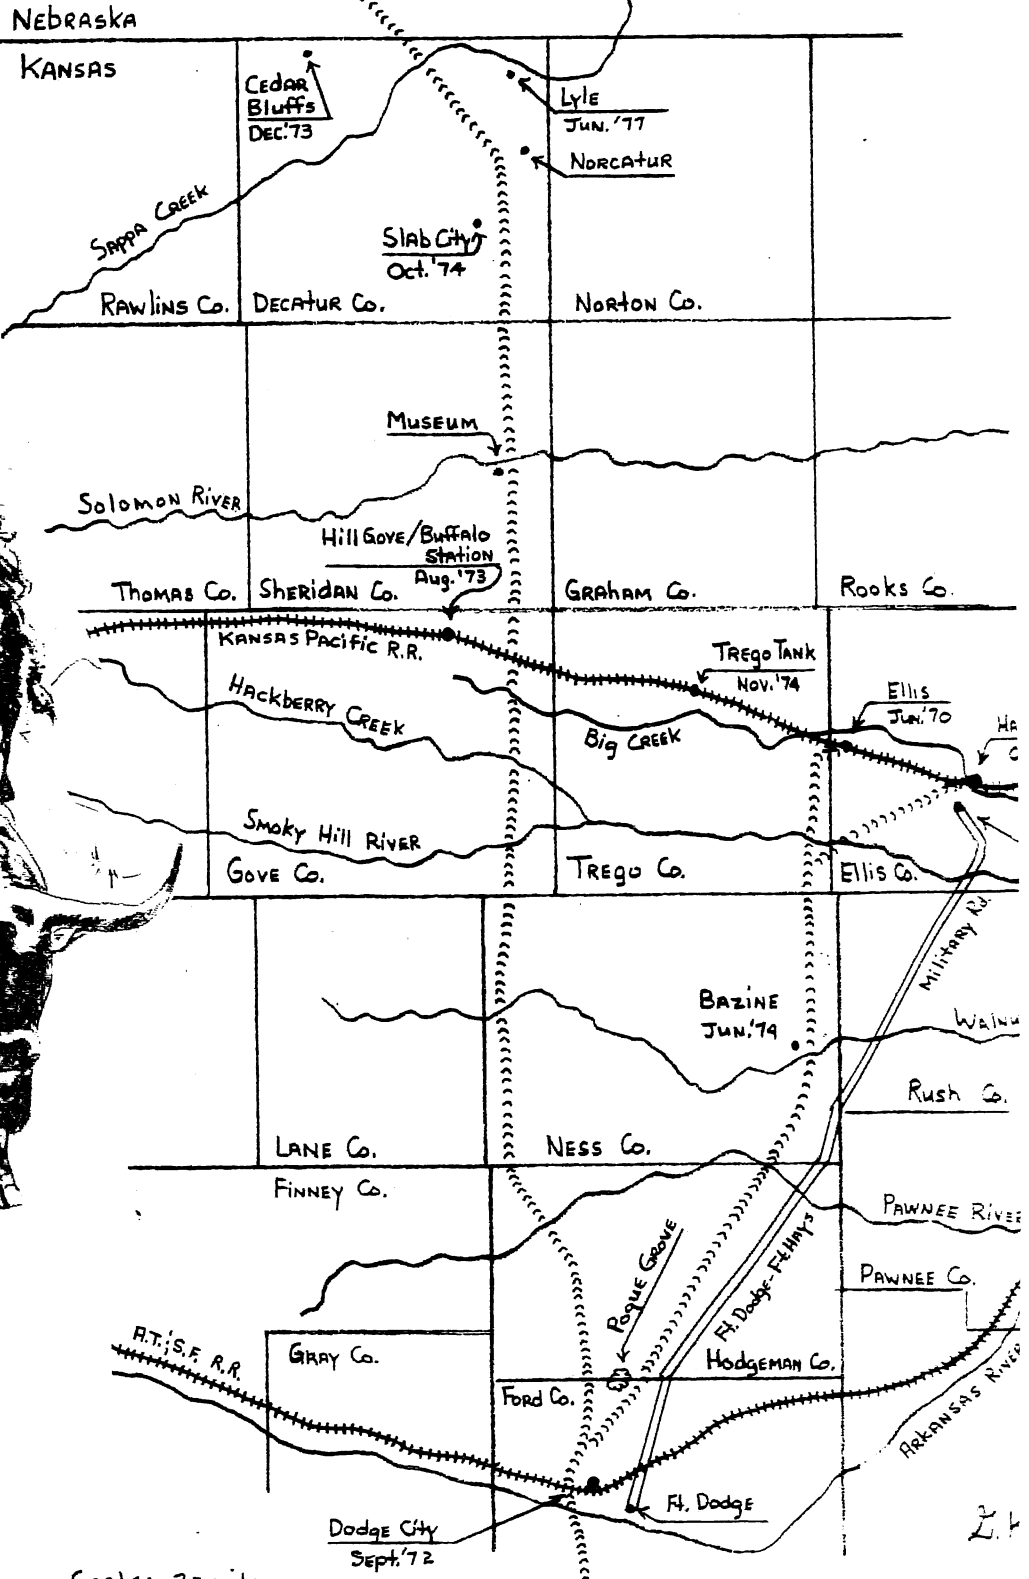 Nebraska
Kansas
Cedar
Bluffs
Dec. '73
Lyle
Jun. '77
Norcatur
Sappa Creek
Slab City
Oct. '74
Rawlins Co.
Decatur Co.
Norton Co.
Museum
Solomon River
Hill Gove/Buffalo
Station
Aug. '73
Thomas Co.
Sheridan Co.
Graham Co.
Rooks Co.
Kansas Pacific R.R.
Trego Tank
Nov. '74
Hackberry Creek
Ellis
Jun. '70
Big Creek
Smoky Hill River
Gove Co.
Trego Co.
Ellis Co.
Military Rd.
Bazine
Jun. '74
Rush Co.
Lane Co.
Ness Co.
Finney Co.
Pawnee River
Poque Grove
Ft. Dodge-Ft. Hays
Pawnee Co.
A.T.&S.F. R.R.
Gray Co.
Hodgeman Co.
Ford Co.
Arkansas River
Ft. Dodge
Dodge City
Sept. '72